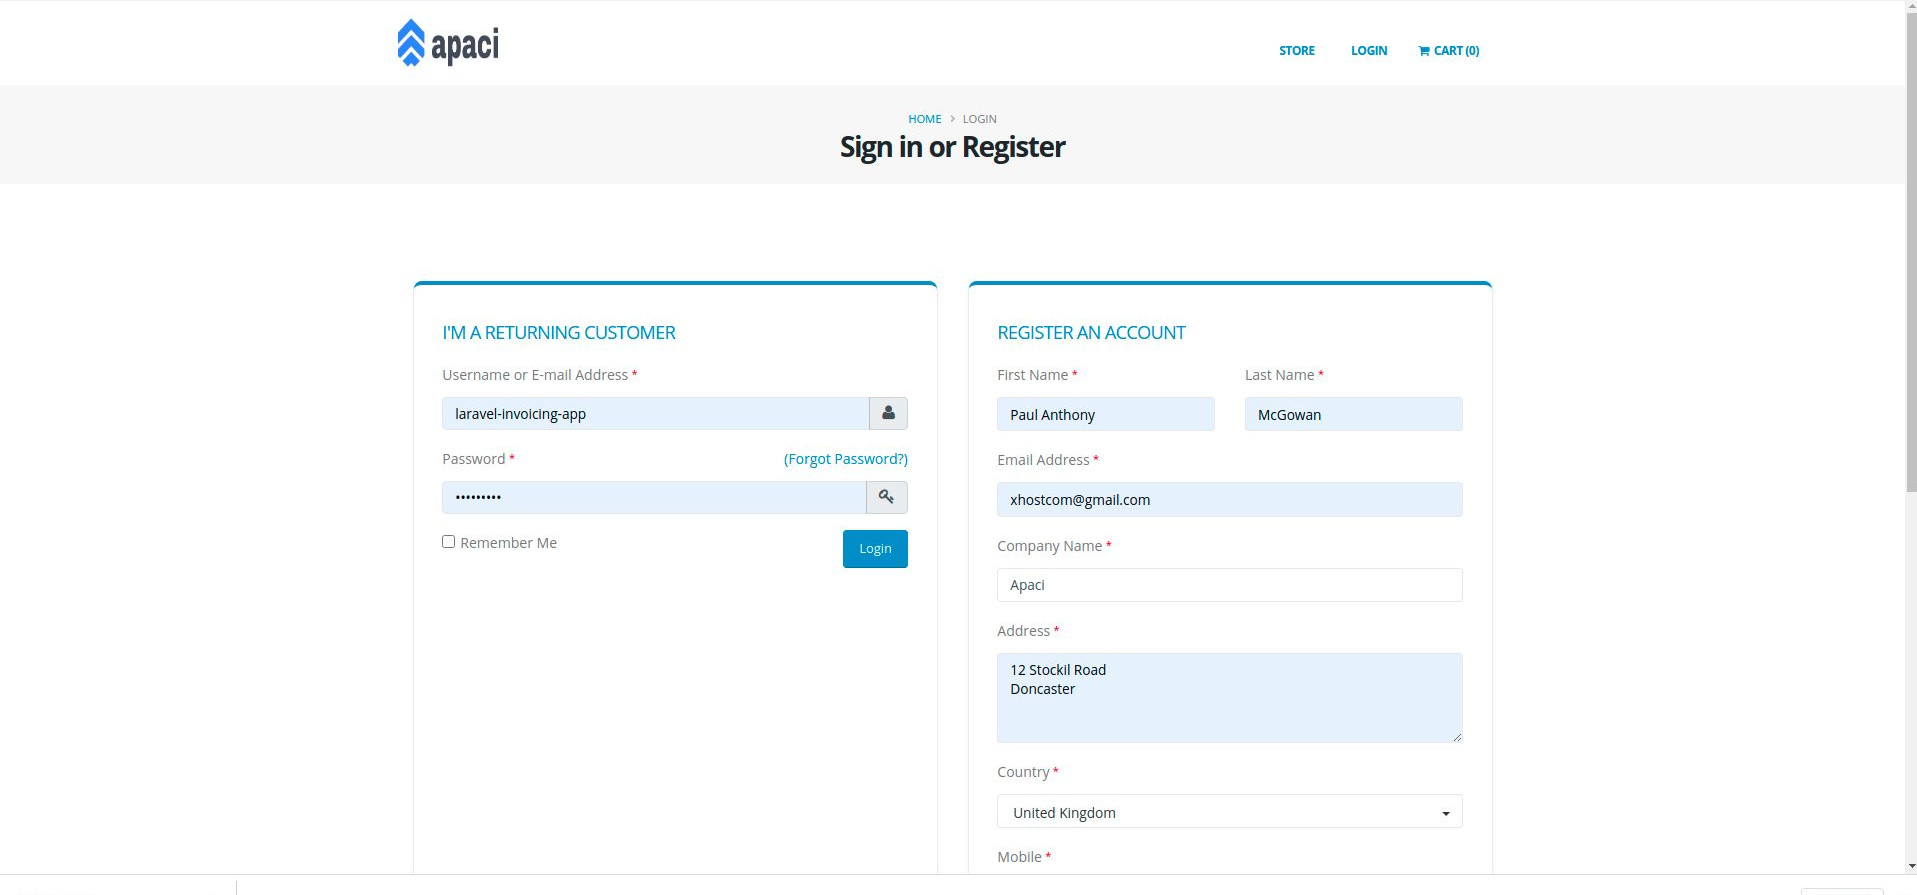 apaci
STORE
LOGIN
CART (0)
HOME > LOGIN
Sign in or Register
I'M A RETURNING CUSTOMER
Username or E-mail Address *
laravel-invoicing-app
Password *
(Forgot Password?)
•••••••••
Remember Me
Login
REGISTER AN ACCOUNT
First Name *
Last Name *
Paul Anthony
McGowan
Email Address *
xhostcom@gmail.com
Company Name *
Apaci
Address *
12 Stockil Road
Doncaster
Country *
United Kingdom
Mobile *